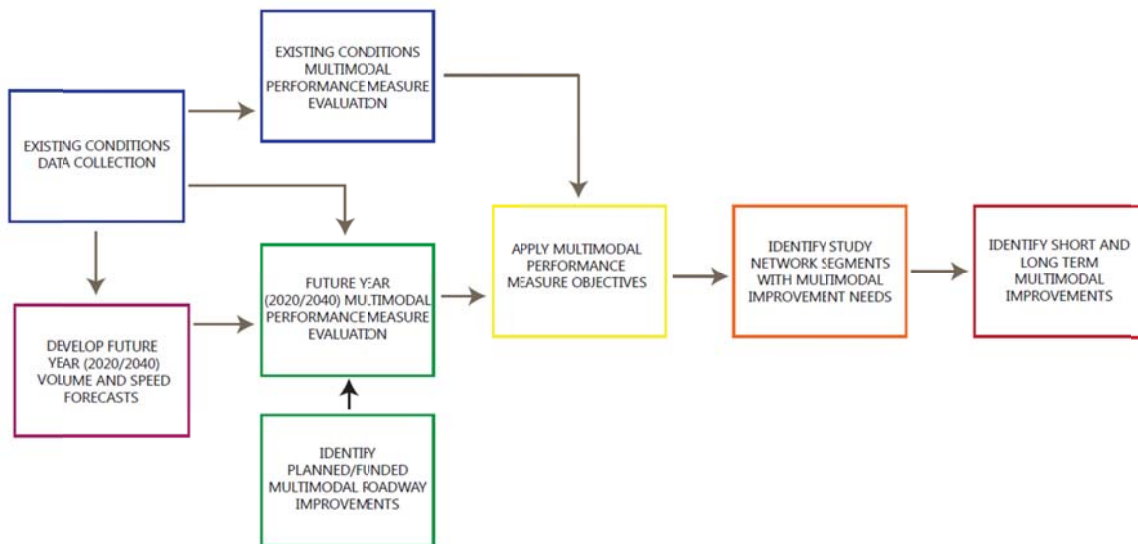 EXISTING CONDITIONS
DATA COLLECTION
EXISTING CONDITIONS
MULTIMODAL
PERFORMANCE MEASURE
EVALUATION
DEVELOP FUTURE
YEAR (2020/2040)
VOLUME AND SPEED
FORECASTS
FUTURE YEAR
(2020/2040) MULTIMODAL
PERFORMANCE MEASURE
EVALUATION
IDENTIFY
PLANNED/FUNDED
MULTIMODAL ROADWAY
IMPROVEMENTS
APPLY MULTIMODAL
PERFORMANCE
MEASURE OBJECTIVES
IDENTIFY STUDY
NETWORK SEGMENTS
WITH MULTIMODAL
IMPROVEMENT NEEDS
IDENTIFY SHORT AND
LONG TERM
MULTIMODAL
IMPROVEMENTS